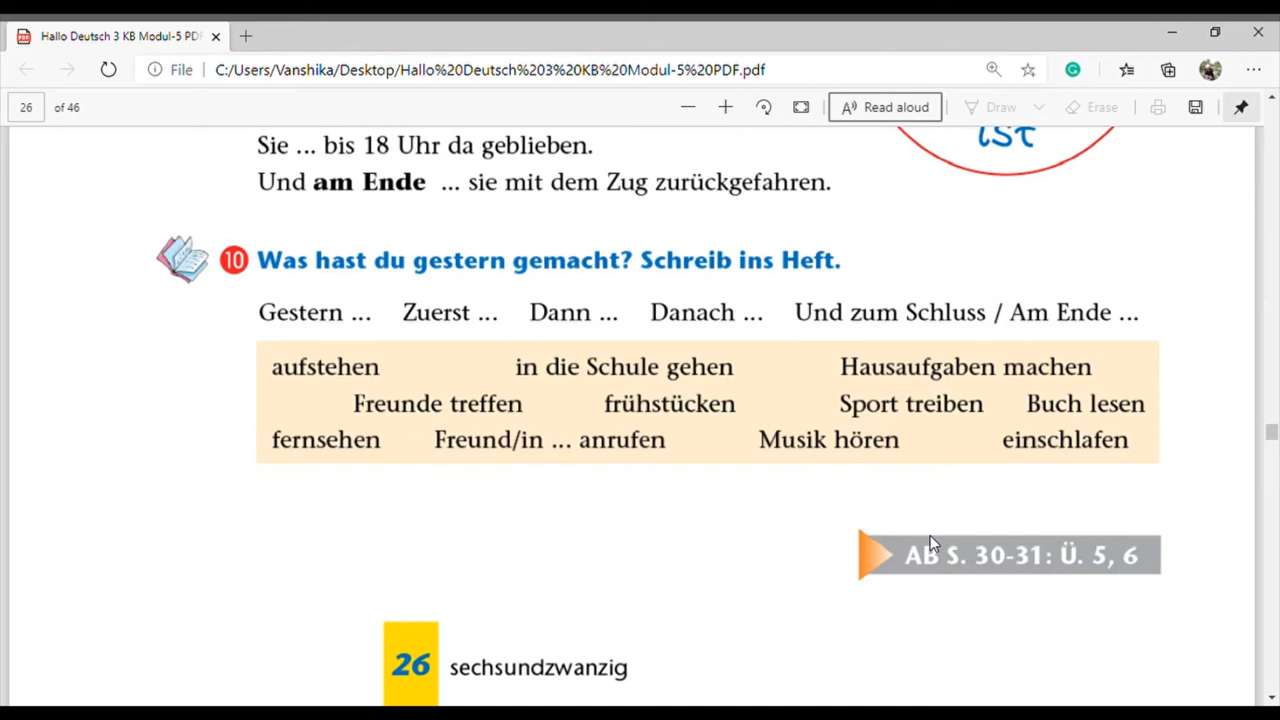 Hallo Deutsch 3 KB Modul-5 PDF
File C:/Users/Vanshika/Desktop/Hallo%20Deutsch%203%20KB%20Modul-5%20PDF.pdf
26 of 46 Read aloud Draw Erase
ist
Sie ... bis 18 Uhr da geblieben.
Und am Ende ... sie mit dem Zug zurückgefahren.
10 Was hast du gestern gemacht? Schreib ins Heft.
Gestern ... Zuerst ... Dann ... Danach ... Und zum Schluss / Am Ende ...
aufstehen in die Schule gehen Hausaufgaben machen
Freunde treffen frühstücken Sport treiben Buch lesen
fernsehen Freund/in ... anrufen Musik hören einschlafen
AB S. 30-31: Ü. 5, 6
26 sechsundzwanzig